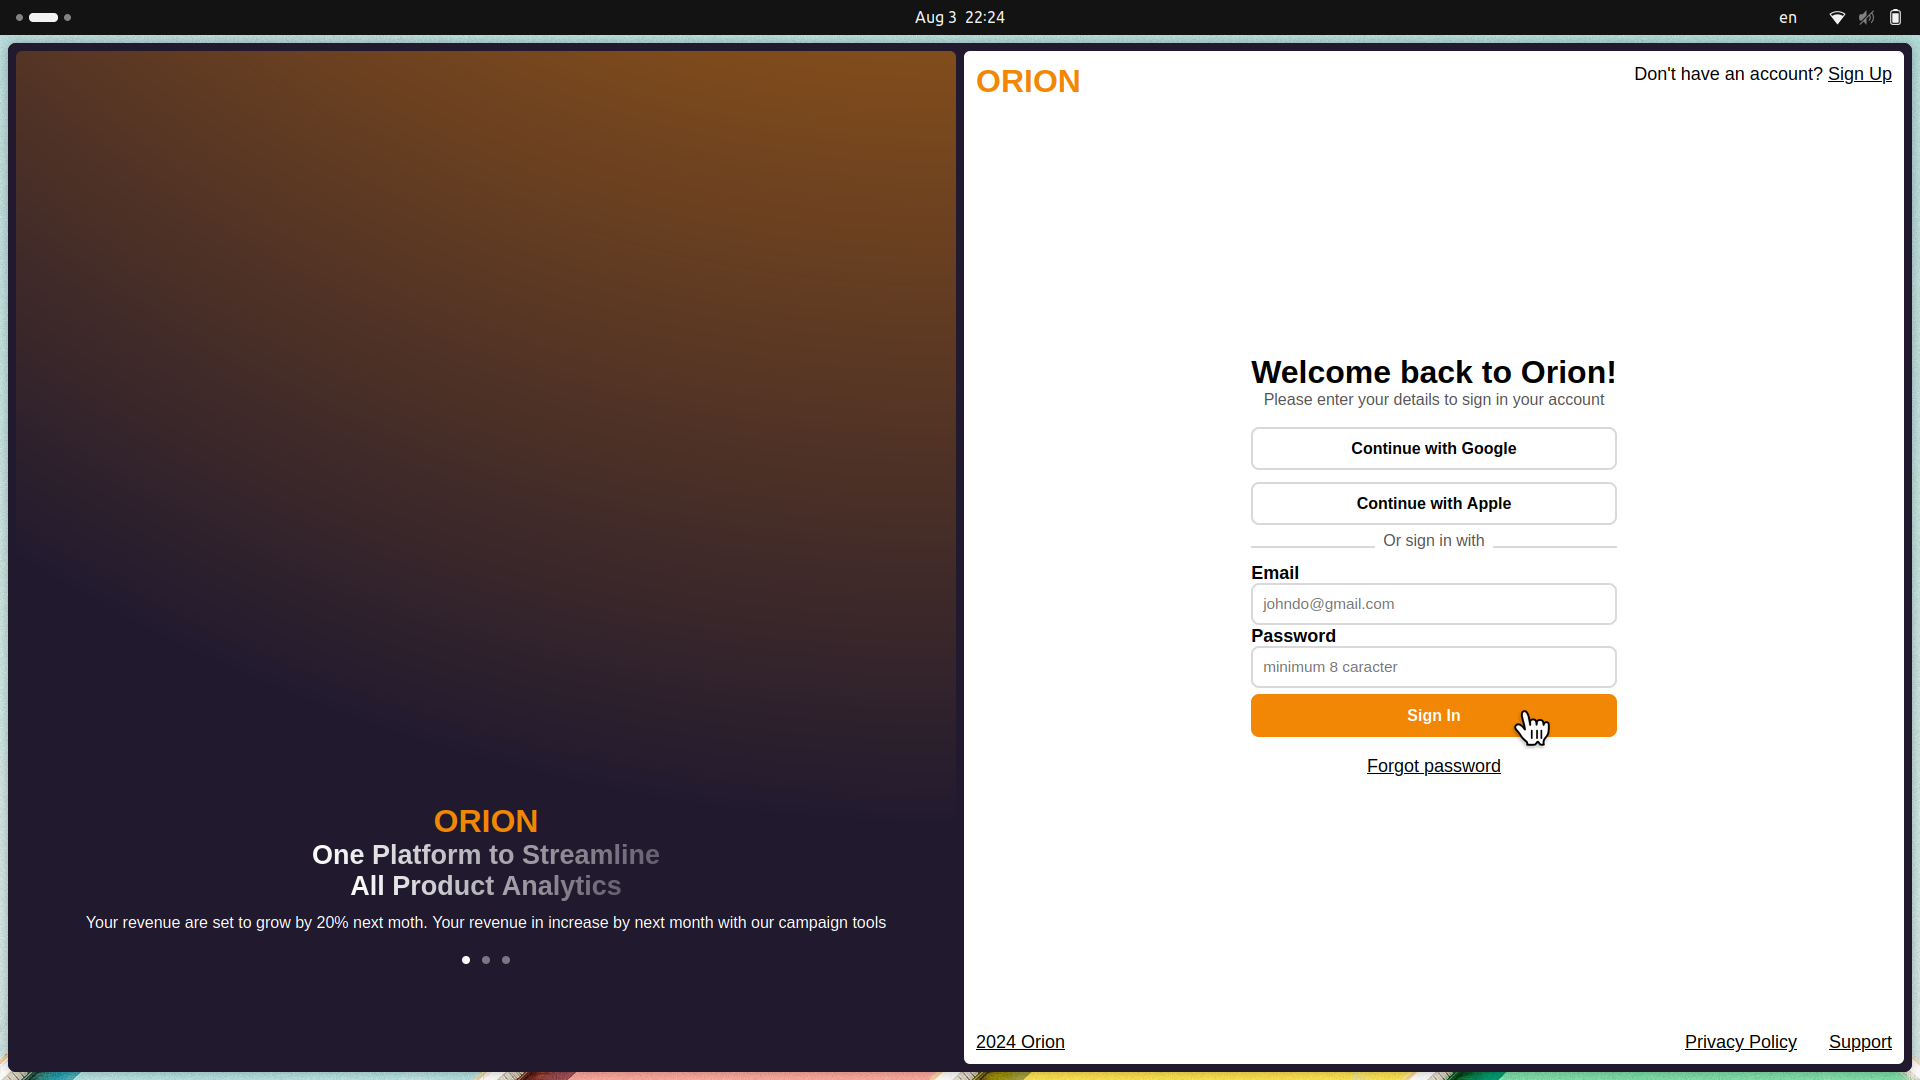 Aug 3 22:24
en
ORION
Don't have an account? Sign Up
Welcome back to Orion!
Please enter your details to sign in your account
Continue with Google
Continue with Apple
Or sign in with
Email
johndo@gmail.com
Password
minimum 8 caracter
Sign In
Forgot password
ORION
One Platform to Streamline
All Product Analytics
Your revenue are set to grow by 20% next moth. Your revenue in increase by next month with our campaign tools
2024 Orion
Privacy Policy
Support